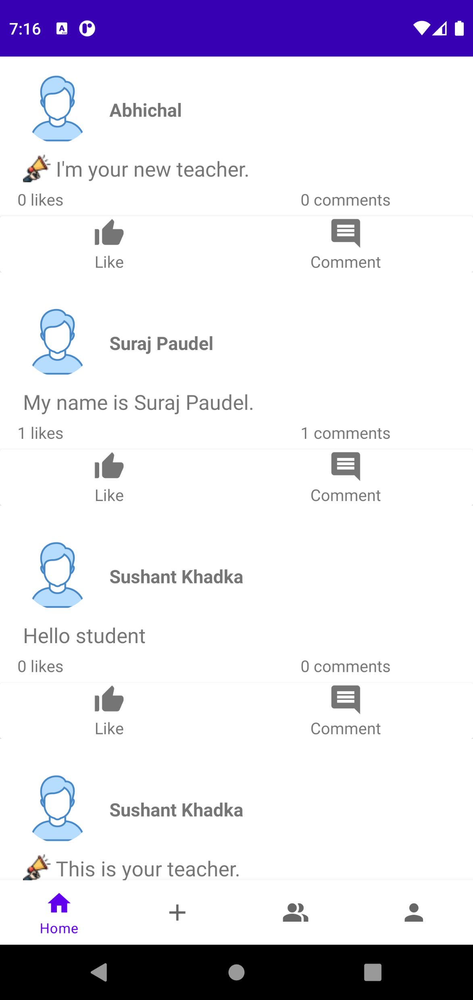 7:16
Abhichal
I'm your new teacher.
0 likes
0 comments
Like
Comment
Suraj Paudel
My name is Suraj Paudel.
1 likes
1 comments
Like
Comment
Sushant Khadka
Hello student
0 likes
0 comments
Like
Comment
Sushant Khadka
This is your teacher.
Home